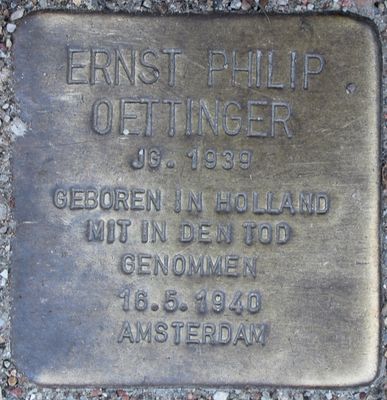 ERNST PHILIP
OETTINGER
JG. 1939
GEBOREN IN HOLLAND
MIT IN DEN TOD
GENOMMEN
16.5.1940
AMSTERDAM